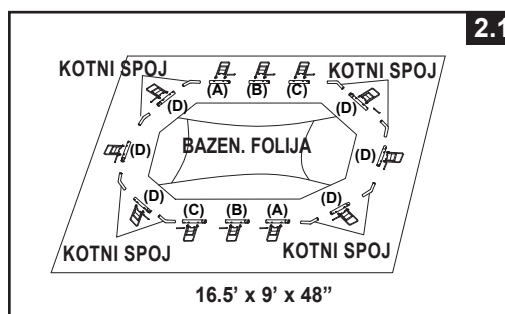 2.1
KOTNI SPOJ
KOTNI SPOJ
(A) (B) (C)
(D) (D)
BAZEN. FOLIJA
(D) (D)
(D) (D)
(C) (B) (A)
KOTNI SPOJ
KOTNI SPOJ
16.5’ x 9’ x 48”